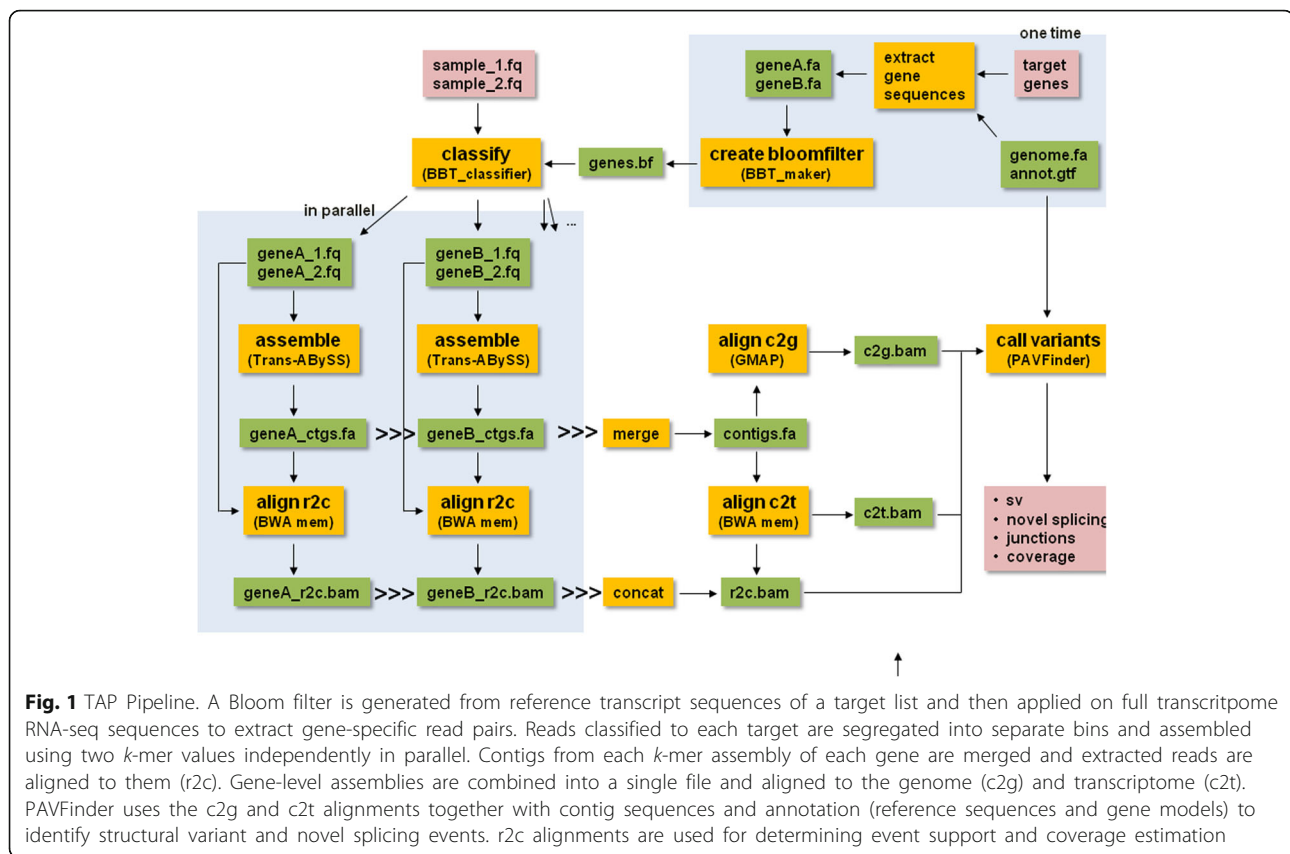 one time
sample_1.fq
sample_2.fq
geneA.fa
geneB.fa
extract
gene
sequences
target
genes
classify
(BBT_classifier)
genes.bf
create bloomfilter
(BBT_maker)
genome.fa
annot.gtf
in parallel
...
geneA_1.fq
geneA_2.fq
geneB_1.fq
geneB_2.fq
assemble
(Trans-ABySS)
assemble
(Trans-ABySS)
align c2g
(GMAP)
c2g.bam
call variants
(PAVFinder)
geneA_ctgs.fa
>>>
geneB_ctgs.fa
>>>
merge
contigs.fa
align r2c
(BWA mem)
align r2c
(BWA mem)
align c2t
(BWA mem)
c2t.bam
• sv
• novel splicing
• junctions
• coverage
geneA_r2c.bam
>>>
geneB_r2c.bam
>>>
concat
r2c.bam
Fig. 1 TAP Pipeline. A Bloom filter is generated from reference transcript sequences of a target list and then applied on full transcritpome
RNA-seq sequences to extract gene-specific read pairs. Reads classified to each target are segregated into separate bins and assembled
using two k-mer values independently in parallel. Contigs from each k-mer assembly of each gene are merged and extracted reads are
aligned to them (r2c). Gene-level assemblies are combined into a single file and aligned to the genome (c2g) and transcriptome (c2t).
PAVFinder uses the c2g and c2t alignments together with contig sequences and annotation (reference sequences and gene models) to
identify structural variant and novel splicing events. r2c alignments are used for determining event support and coverage estimation